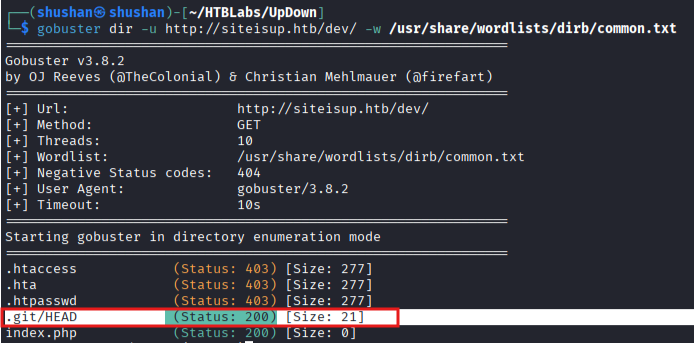 (shushan㉿ shushan)-[~/HTBLabs/UpDown]
$ gobuster dir -u http://siteisup.htb/dev/ -w /usr/share/wordlists/dirb/common.txt
===============================================================
Gobuster v3.8.2
by OJ Reeves (@TheColonial) & Christian Mehlmauer (@firefart)
===============================================================
[+] Url: http://siteisup.htb/dev/
[+] Method: GET
[+] Threads: 10
[+] Wordlist: /usr/share/wordlists/dirb/common.txt
[+] Negative Status codes: 404
[+] User Agent: gobuster/3.8.2
[+] Timeout: 10s
===============================================================
Starting gobuster in directory enumeration mode
===============================================================
.htaccess (Status: 403) [Size: 277]
.hta (Status: 403) [Size: 277]
.htpasswd (Status: 403) [Size: 277]
.git/HEAD (Status: 200) [Size: 21]
index.php (Status: 200) [Size: 0]